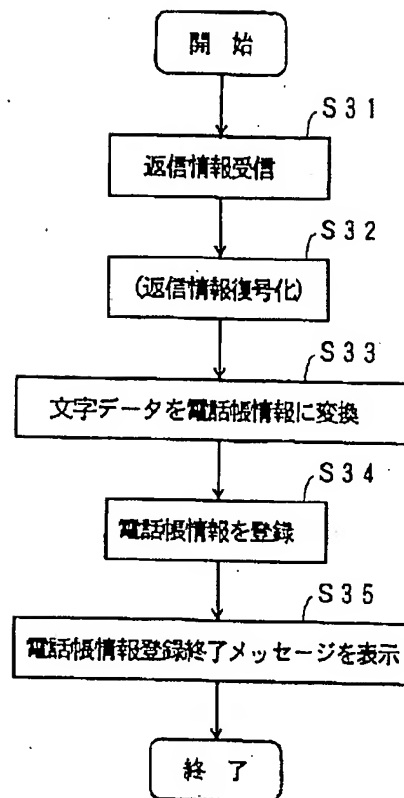 開 始
S31
返信情報受信
S32
(返信情報復号化)
S33
文字データを電話帳情報に変換
S34
電話帳情報を登録
S35
電話帳情報登録終了メッセージを表示
終 了